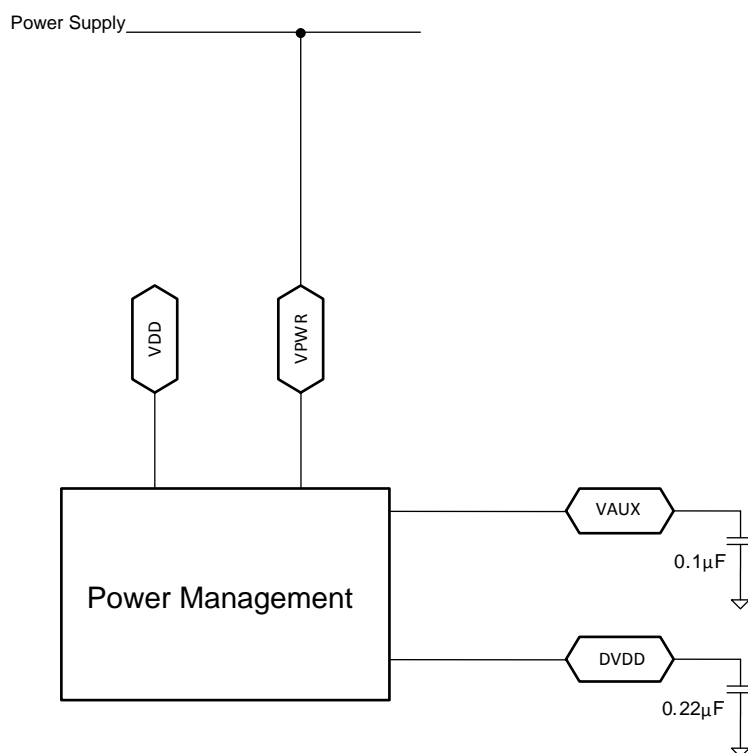 Power Supply
VDD
VPWR
VAUX
0.1μF
Power Management
DVDD
0.22μF